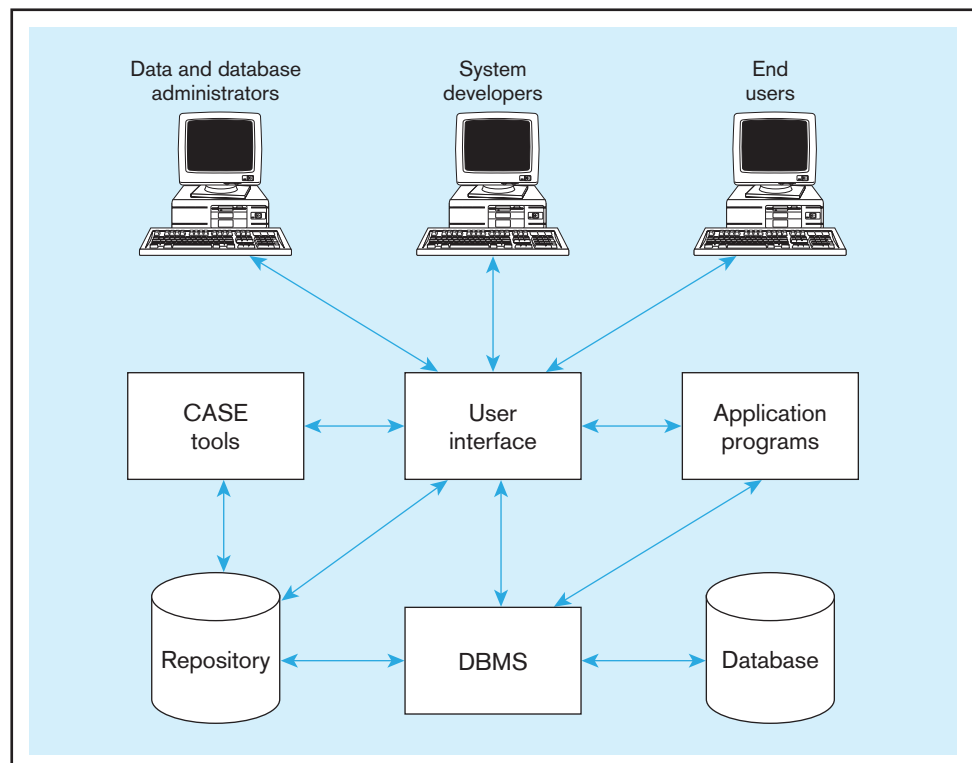 Data and database
administrators
System
developers
End
users
CASE
tools
User
interface
Application
programs
Repository
DBMS
Database